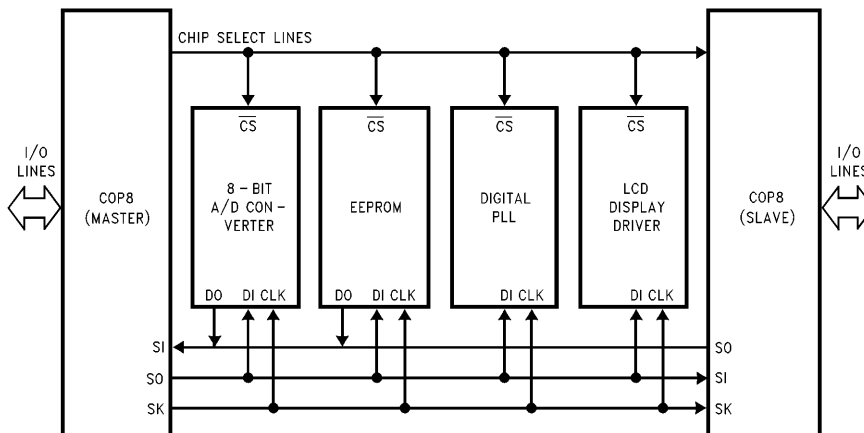 CHIP SELECT LINES
I/O
LINES
COP8
(MASTER)
CS
8 - BIT
A/D CON -
VERTER
DO DI CLK
CS
EEPROM
DO DI CLK
CS
DIGITAL
PLL
DI CLK
CS
LCD
DISPLAY
DRIVER
DI CLK
COP8
(SLAVE)
I/O
LINES
SI
SO
SK
SO
SI
SK